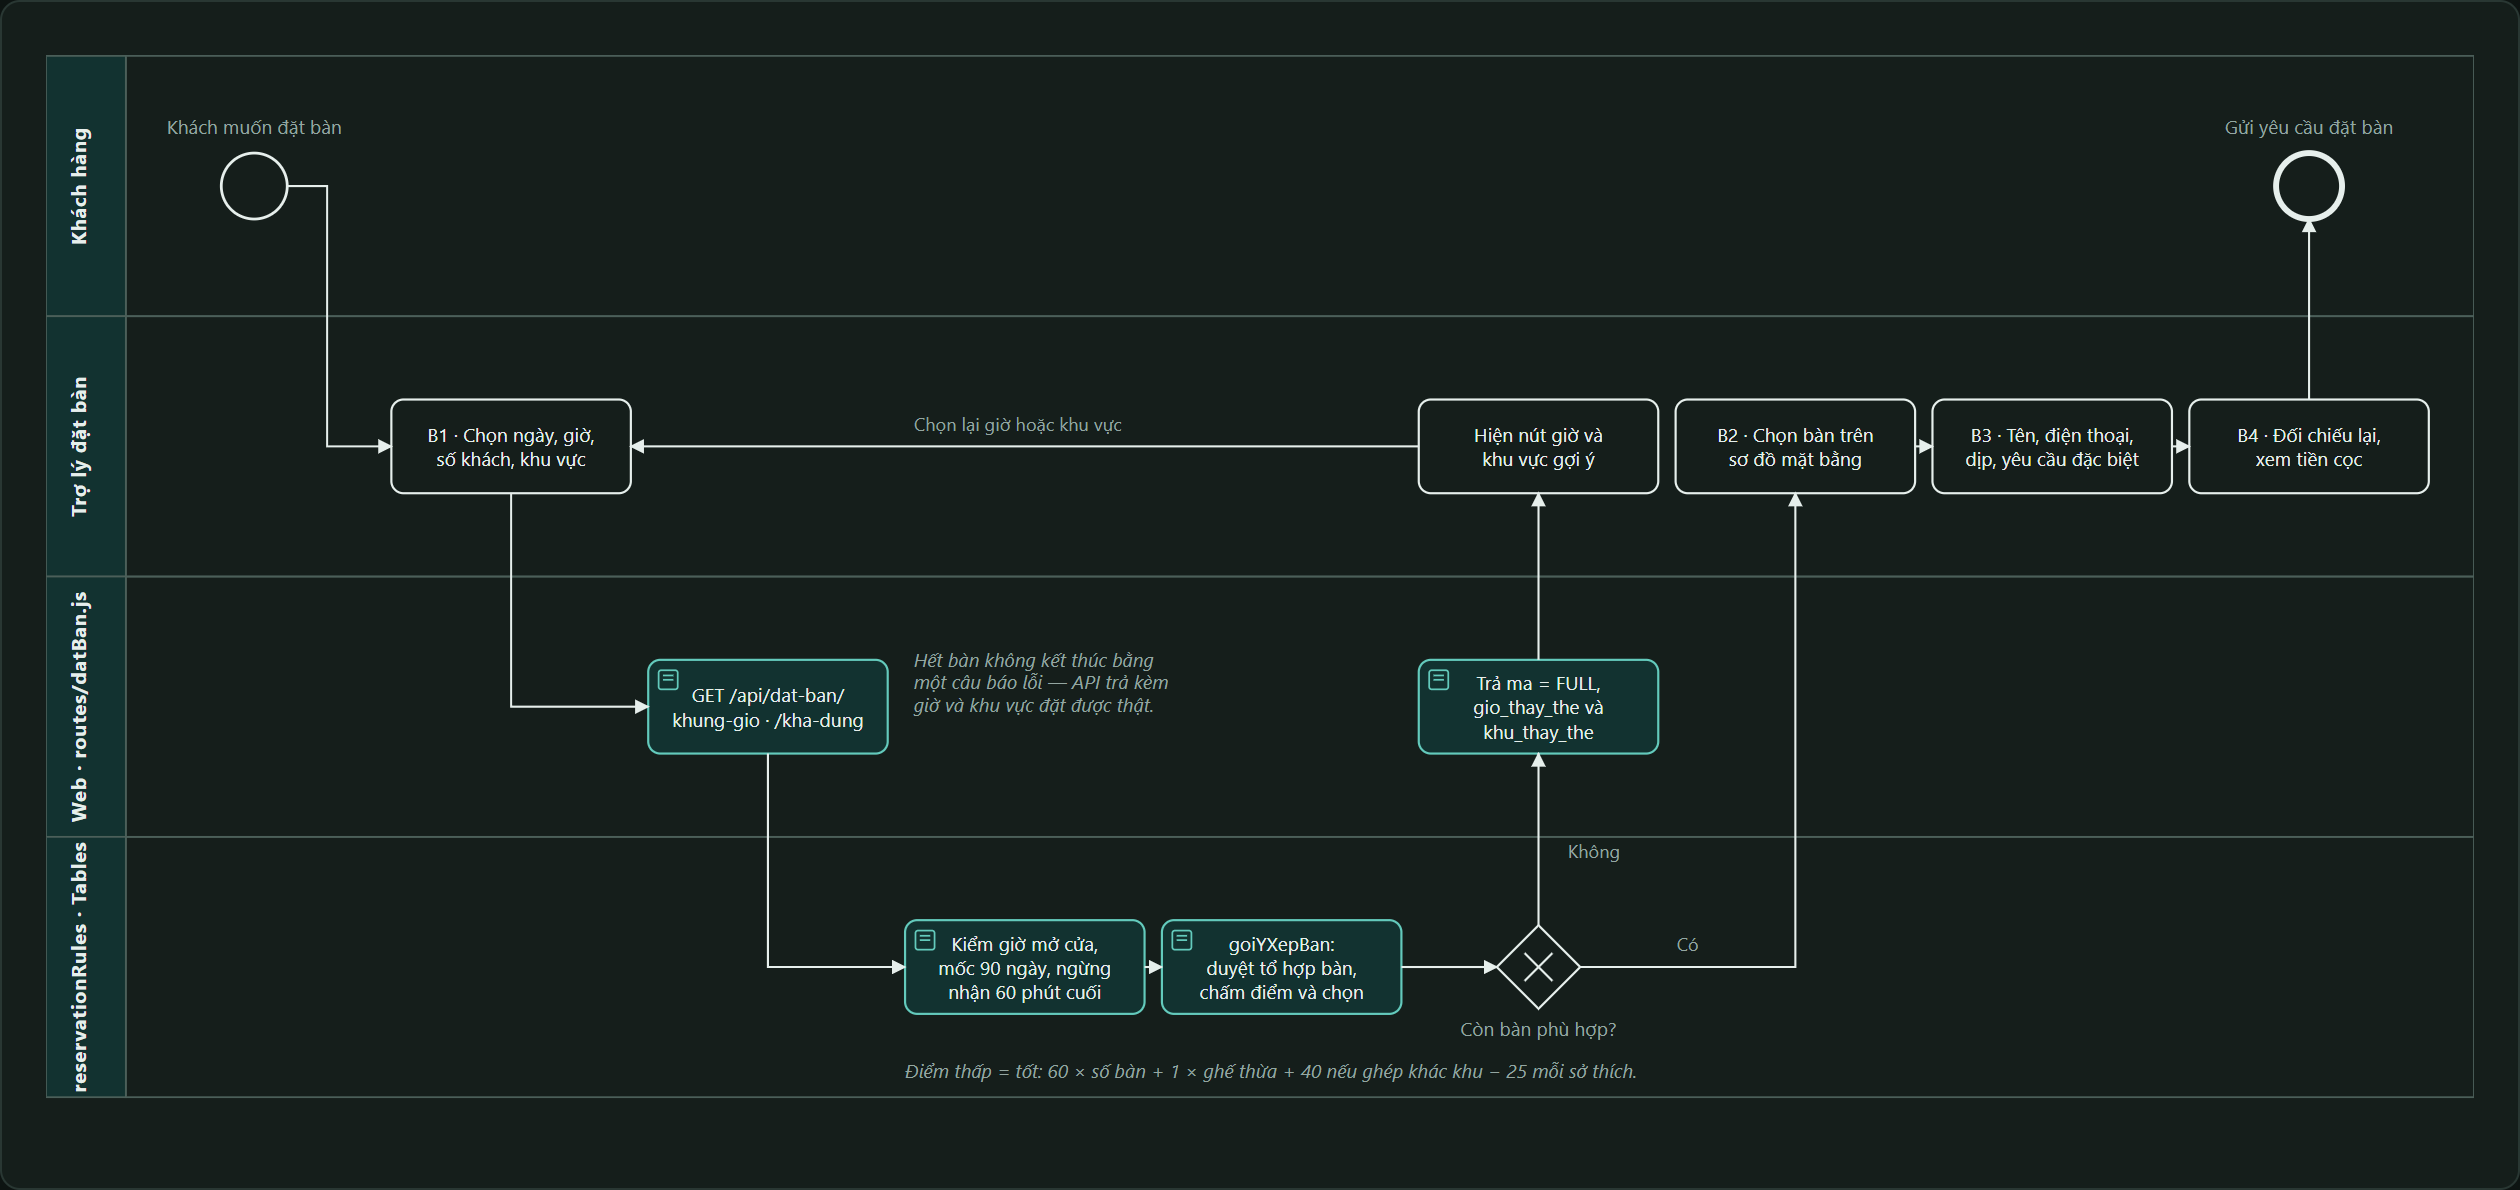 Khách hàng
Khách muốn đặt bàn
Gửi yêu cầu đặt bàn
Trợ lý đặt bàn
B1 · Chọn ngày, giờ,
số khách, khu vực
Chọn lại giờ hoặc khu vực
Hiện nút giờ và
khu vực gợi ý
B2 · Chọn bàn trên
sơ đồ mặt bằng
B3 · Tên, điện thoại,
dịp, yêu cầu đặc biệt
B4 · Đối chiếu lại,
xem tiền cọc
Web · routes/datBan.js
GET /api/dat-ban/
khung-gio · /kha-dung
Hết bàn không kết thúc bằng
một câu báo lỗi — API trả kèm
giờ và khu vực đặt được thật.
Trả ma = FULL,
gio_thay_the và
khu_thay_the
reservationRules · Tables
Không
Kiểm giờ mở cửa,
mốc 90 ngày, ngừng
nhận 60 phút cuối
goiYXepBan:
duyệt tổ hợp bàn,
chấm điểm và chọn
Có
Còn bàn phù hợp?
Điểm thấp = tốt: 60 × số bàn + 1 × ghế thừa + 40 nếu ghép khác khu − 25 mỗi sở thích.